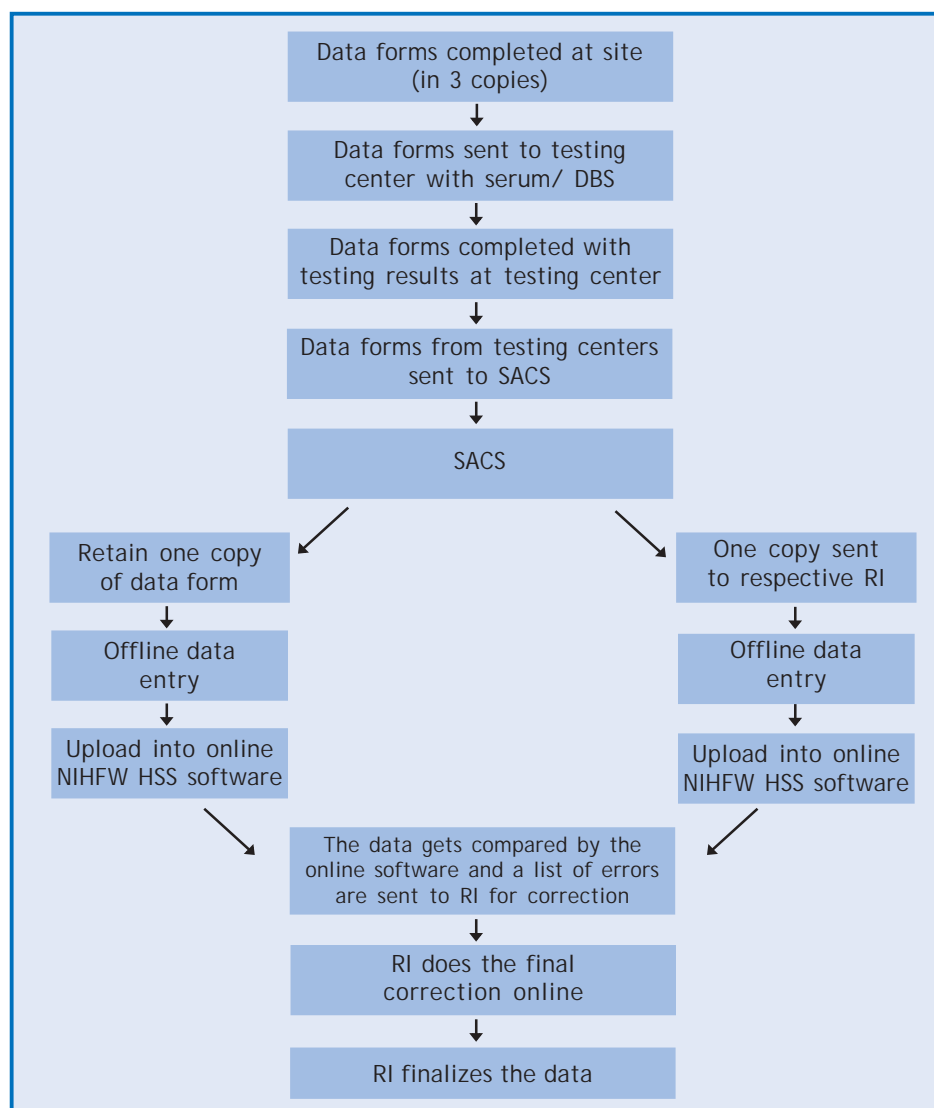 Data forms completed at site
(in 3 copies)
Data forms sent to testing
center with serum/ DBS
Data forms completed with
testing results at testing center
Data forms from testing centers
sent to SACS
SACS
Retain one copy
of data form
Offline data
entry
Upload into online
NIHFW HSS software
One copy sent
to respective RI
Offline data
entry
Upload into online
NIHFW HSS software
The data gets compared by the
online software and a list of errors
are sent to RI for correction
RI does the final
correction online
RI finalizes the data